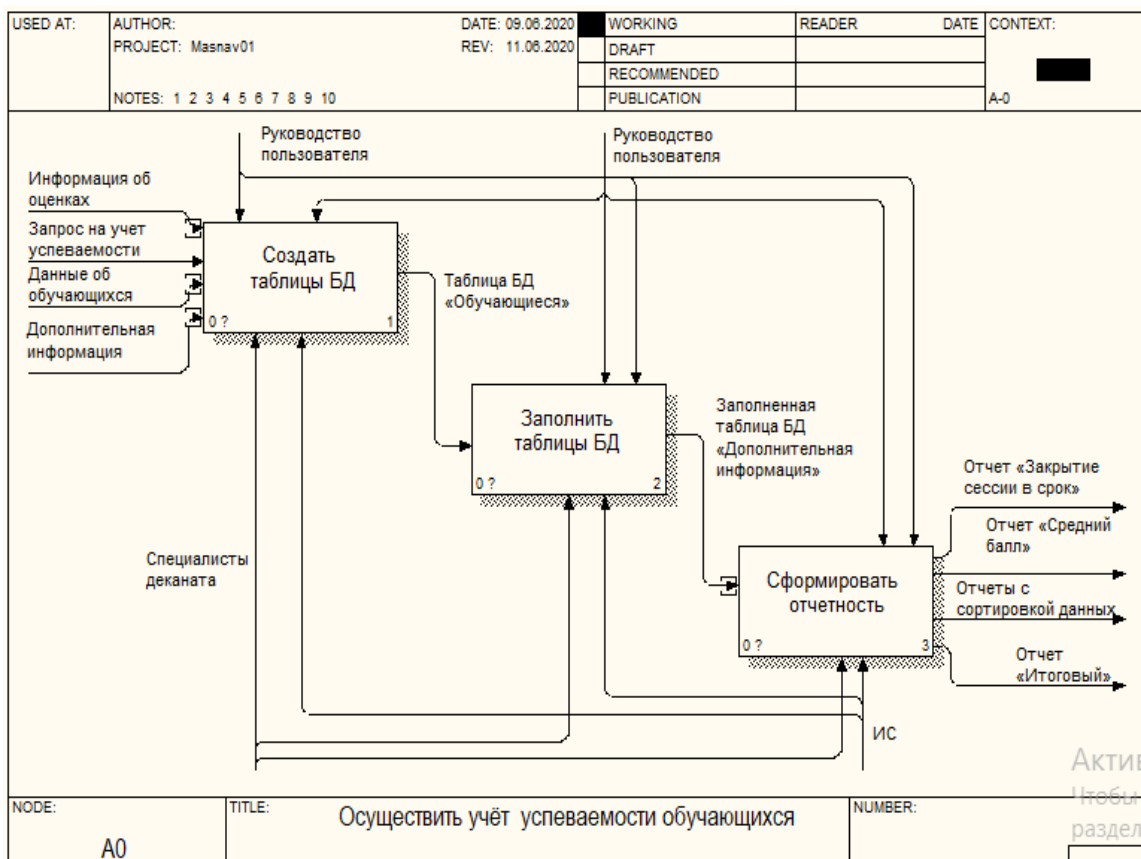 USED AT:
AUTHOR:
DATE: 09.06.2020
WORKING
READER
DATE
CONTEXT:
PROJECT: Masnav01
REV: 11.06.2020
DRAFT
RECOMMENDED
NOTES: 1 2 3 4 5 6 7 8 9 10
PUBLICATION
A-0
Руководство
пользователя
Руководство
пользователя
Информация об
оценках
Запрос на учет
успеваемости
Данные об
обучающихся
Дополнительная
информация
Создать
таблицы БД
0 ?
1
Таблица БД
«Обучающиеся»
Заполнить
таблицы БД
0 ?
2
Заполненная
таблица БД
«Дополнительная
информация»
Отчет «Закрытие
сессии в срок»
Отчет «Средний
балл»
Специалисты
деканата
Сформировать
отчетность
0 ?
3
Отчеты с
сортировкой данных
Отчет
«Итоговый»
ИС
Актив
Чтобы
раздел
NODE:
A0
TITLE:
Осуществить учёт успеваемости обучающихся
NUMBER: